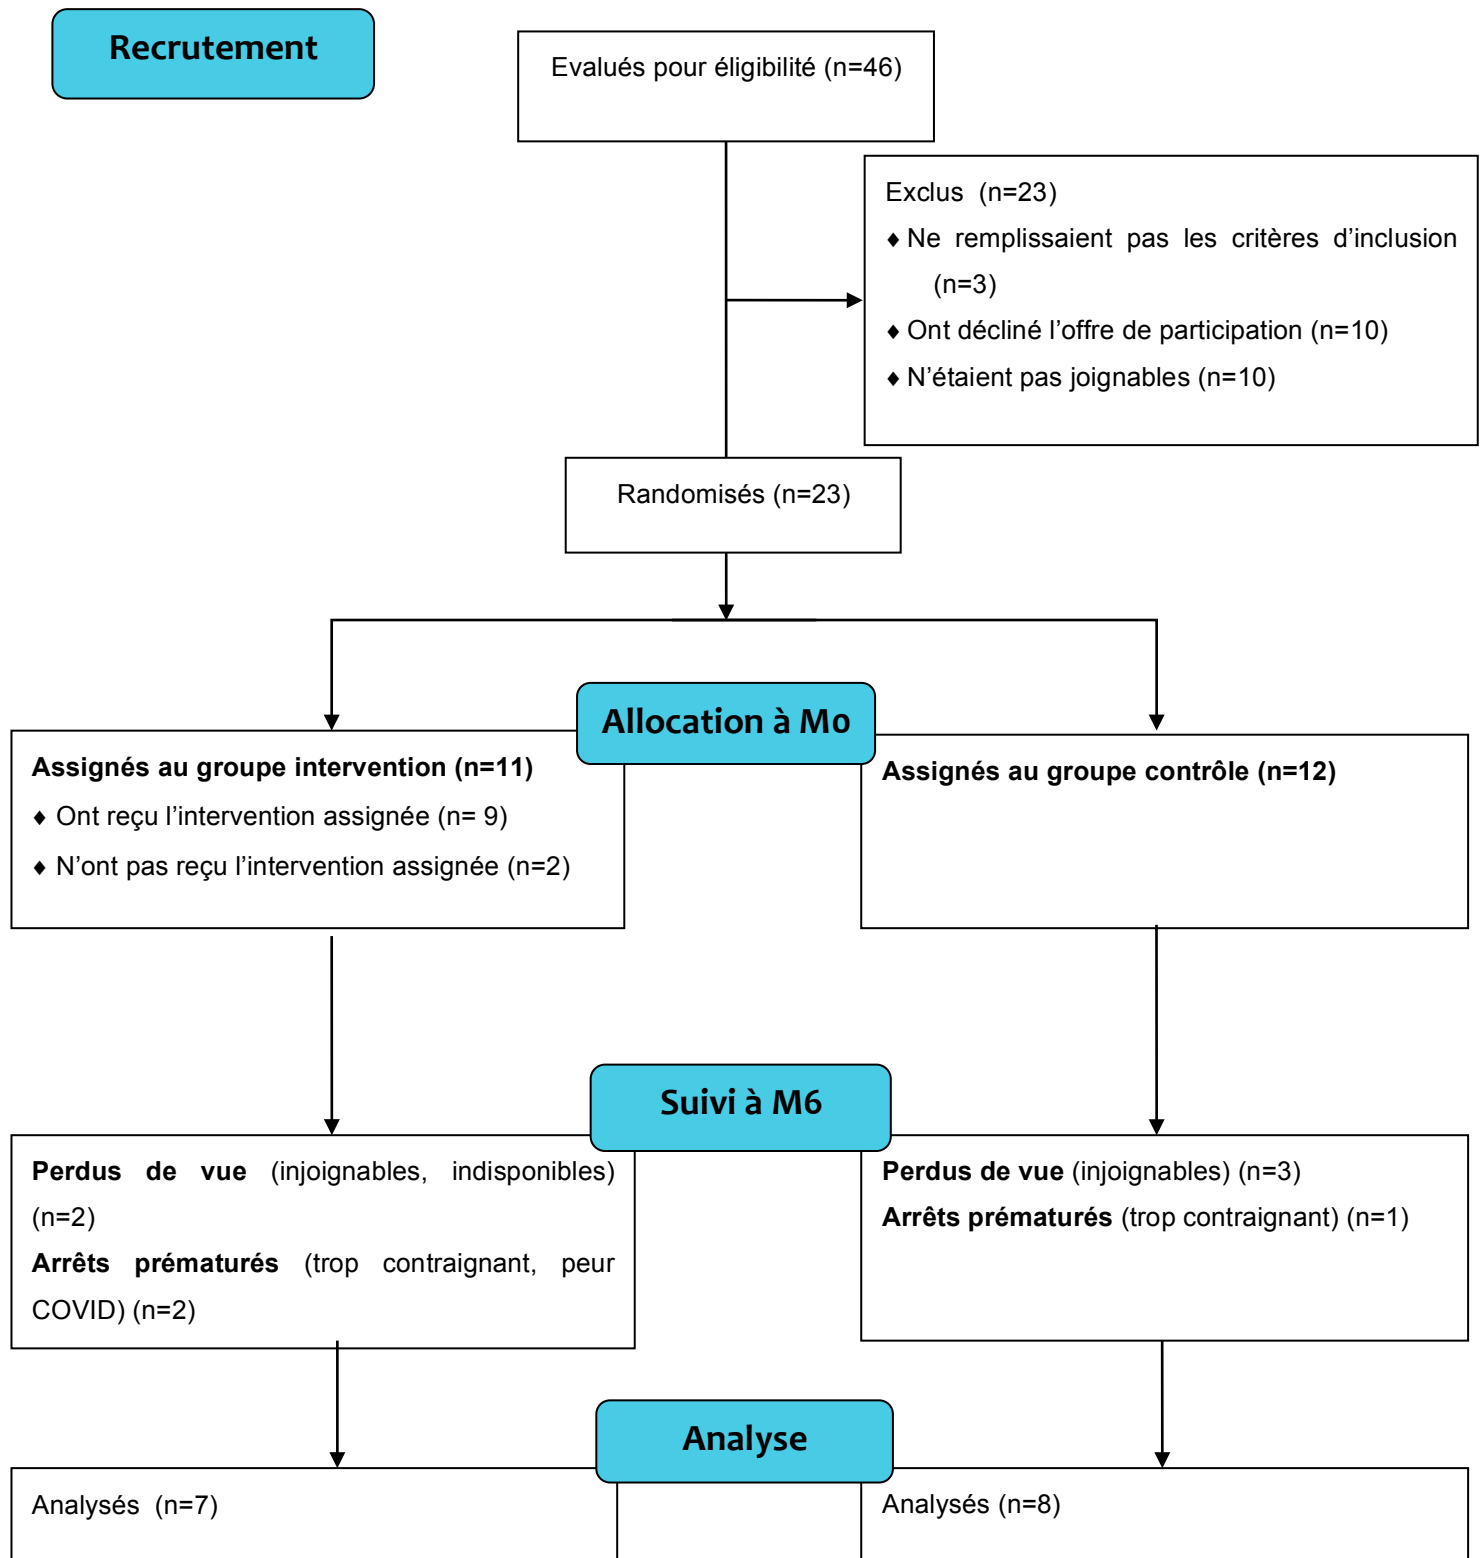 Recrutement
Evalués pour éligibilité (n=46)
Exclus (n=23)
♦ Ne remplissaient pas les critères d’inclusion
(n=3)
♦ Ont décliné l’offre de participation (n=10)
♦ N’étaient pas joignables (n=10)
Randomisés (n=23)
Allocation à M0
Assignés au groupe intervention (n=11)
♦ Ont reçu l’intervention assignée (n= 9)
♦ N’ont pas reçu l’intervention assignée (n=2)
Assignés au groupe contrôle (n=12)
Suivi à M6
Perdus de vue (injoignables, indisponibles)
(n=2)
Arrêts prématurés (trop contraignant, peur
COVID) (n=2)
Perdus de vue (injoignables) (n=3)
Arrêts prématurés (trop contraignant) (n=1)
Analyse
Analysés (n=7)
Analysés (n=8)